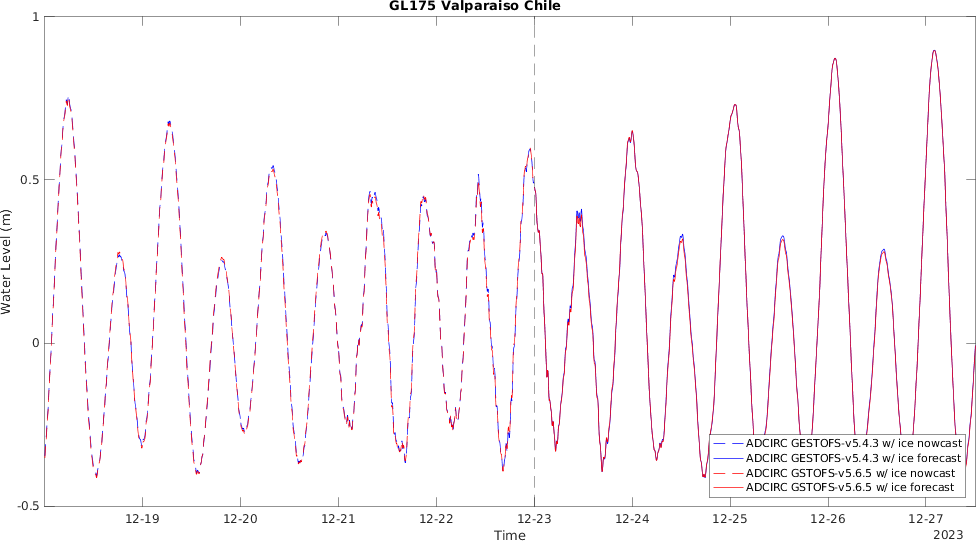 GL175 Valparaiso Chile
Water Level (m)
1
0.5
0
-0.5
12-19 12-20 12-21 12-22 12-23 12-24 12-25 12-26 12-27
Time
2023
ADCIRC GESTOFS-v5.4.3 w/ ice nowcast
ADCIRC GESTOFS-v5.4.3 w/ ice forecast
ADCIRC GSTOFS-v5.6.5 w/ ice nowcast
ADCIRC GSTOFS-v5.6.5 w/ ice forecast